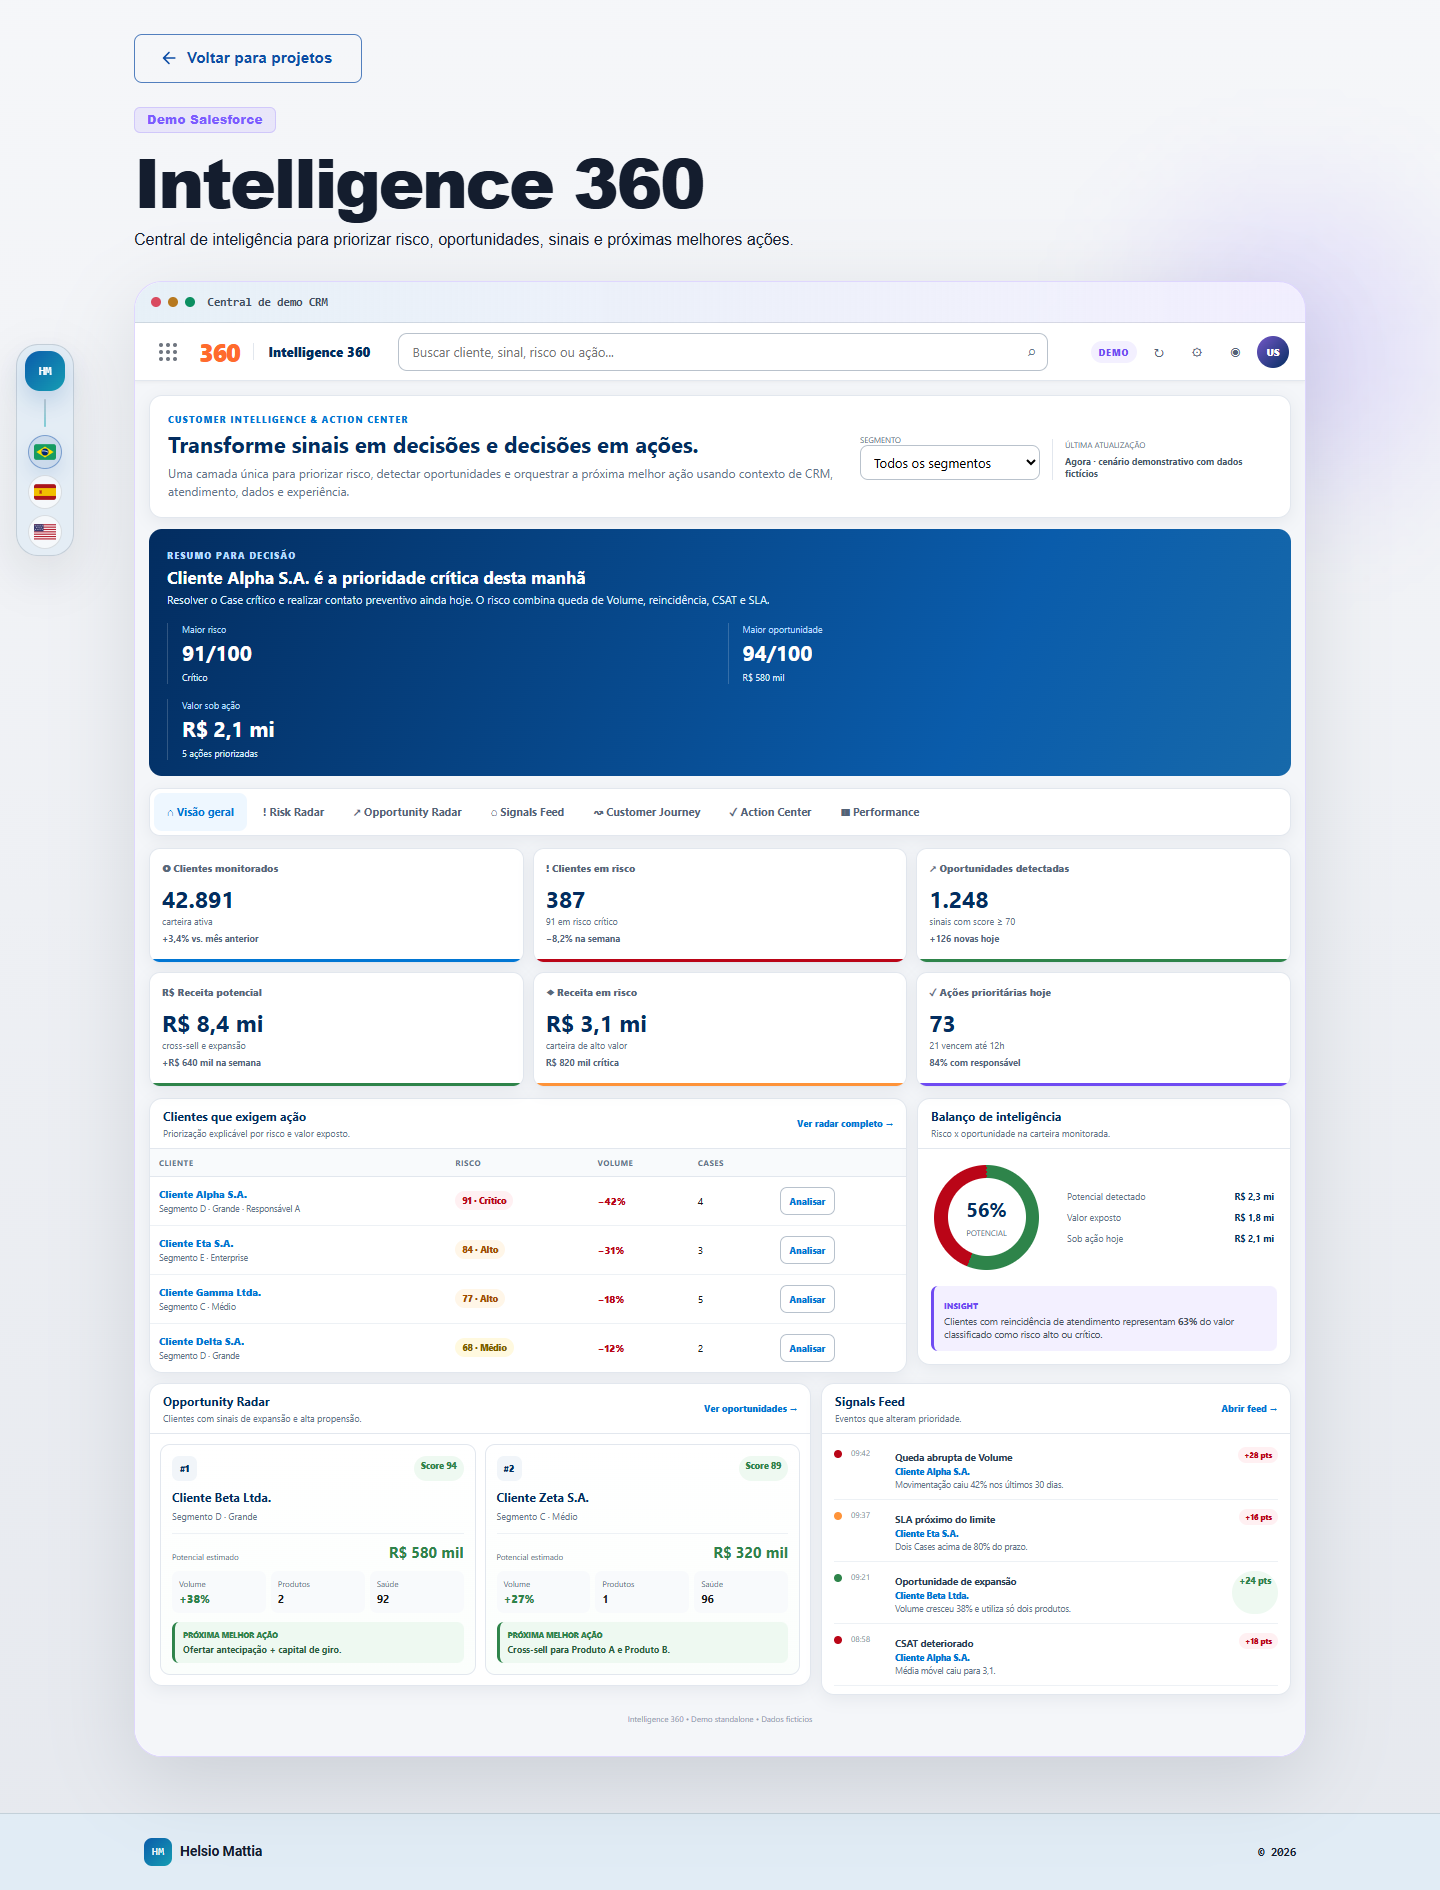 ← Voltar para projetos
Demo Salesforce
Intelligence 360
Central de inteligência para priorizar risco, oportunidades, sinais e próximas melhores ações.
Central de demo CRM
360
Intelligence 360
Buscar cliente, sinal, risco ou ação...
DEMO
US
HM
CUSTOMER INTELLIGENCE & ACTION CENTER
Transforme sinais em decisões e decisões em ações.
Uma camada única para priorizar risco, detectar oportunidades e orquestrar a próxima melhor ação usando contexto de CRM,
atendimento, dados e experiência.
SEGMENTO
Todos os segmentos
ÚLTIMA ATUALIZAÇÃO
Agora · cenário demonstrativo com dados
fictícios
RESUMO PARA DECISÃO
Cliente Alpha S.A. é a prioridade crítica desta manhã
Resolver o Case crítico e realizar contato preventivo ainda hoje. O risco combina queda de Volume, reincidência, CSAT e SLA.
Maior risco
91/100
Crítico
Maior oportunidade
94/100
R$ 580 mil
Valor sob ação
R$ 2,1 mi
5 ações priorizadas
Visão geral
! Risk Radar
↗ Opportunity Radar
Signals Feed
Customer Journey
✓ Action Center
Performance
Clientes monitorados
42.891
carteira ativa
+3,4% vs. mês anterior
! Clientes em risco
387
91 em risco crítico
−8,2% na semana
↗ Oportunidades detectadas
1.248
sinais com score ≥ 70
+126 novas hoje
R$ Receita potencial
R$ 8,4 mi
cross-sell e expansão
+R$ 640 mil na semana
◆ Receita em risco
R$ 3,1 mi
carteira de alto valor
R$ 820 mil crítica
✓ Ações prioritárias hoje
73
21 vencem até 12h
84% com responsável
Clientes que exigem ação
Priorização explicável por risco e valor exposto.
Ver radar completo →
CLIENTE RISCO VOLUME CASES
Cliente Alpha S.A.
Segmento D · Grande · Responsável A
91 · Crítico
−42%
4
Analisar
Cliente Eta S.A.
Segmento E · Enterprise
84 · Alto
−31%
3
Analisar
Cliente Gamma Ltda.
Segmento C · Médio
77 · Alto
−18%
5
Analisar
Cliente Delta S.A.
Segmento D · Grande
68 · Médio
−12%
2
Analisar
Balanço de inteligência
Risco x oportunidade na carteira monitorada.
56%
POTENCIAL
Potencial detectado R$ 2,3 mi
Valor exposto R$ 1,8 mi
Sob ação hoje R$ 2,1 mi
INSIGHT
Clientes com reincidência de atendimento representam 63% do valor
classificado como risco alto ou crítico.
Opportunity Radar
Clientes com sinais de expansão e alta propensão.
Ver oportunidades →
#1
Score 94
Cliente Beta Ltda.
Segmento D · Grande
Potencial estimado
R$ 580 mil
Volume
+38%
Produtos
2
Saúde
92
PRÓXIMA MELHOR AÇÃO
Ofertar antecipação + capital de giro.
#2
Score 89
Cliente Zeta S.A.
Segmento C · Médio
Potencial estimado
R$ 320 mil
Volume
+27%
Produtos
1
Saúde
96
PRÓXIMA MELHOR AÇÃO
Cross-sell para Produto A e Produto B.
Signals Feed
Eventos que alteram prioridade.
Abrir feed →
09:42
Queda abrupta de Volume
Cliente Alpha S.A.
Movimentação caiu 42% nos últimos 30 dias.
+28 pts
09:37
SLA próximo do limite
Cliente Eta S.A.
Dois Cases acima de 80% do prazo.
+16 pts
09:21
Oportunidade de expansão
Cliente Beta Ltda.
Volume cresceu 38% e utiliza só dois produtos.
+24 pts
08:58
CSAT deteriorado
Cliente Alpha S.A.
Média móvel caiu para 3,1.
+18 pts
Intelligence 360 • Demo standalone • Dados fictícios
HM
Helsio Mattia
© 2026